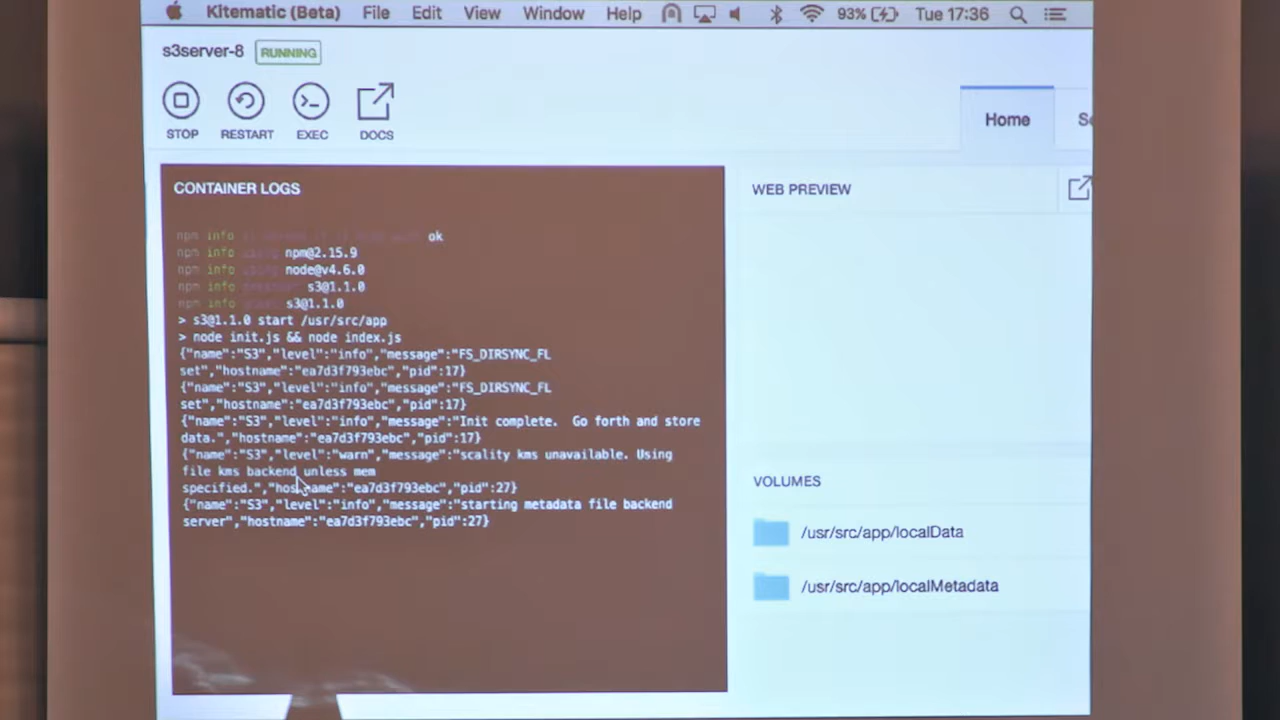 Kitematic (Beta) File Edit View Window Help 93% Tue 17:36
s3server-8 RUNNING
STOP RESTART EXEC DOCS
Home
CONTAINER LOGS
npm info ok
npm info using npm@2.15.9
npm info using node@v4.6.0
npm info prestart s3@1.1.0
npm info start s3@1.1.0
> s3@1.1.0 start /usr/src/app
> node init.js && node index.js
{"name":"S3","level":"info","message":"FS_DIRSYNC_FL
set","hostname":"ea7d3f793ebc","pid":17}
{"name":"S3","level":"info","message":"FS_DIRSYNC_FL
set","hostname":"ea7d3f793ebc","pid":17}
{"name":"S3","level":"info","message":"Init complete.  Go forth and store
data.","hostname":"ea7d3f793ebc","pid":17}
{"name":"S3","level":"warn","message":"scality kms unavailable. Using
file kms backend unless mem
specified.","hostname":"ea7d3f793ebc","pid":27}
{"name":"S3","level":"info","message":"starting metadata file backend
server","hostname":"ea7d3f793ebc","pid":27}
WEB PREVIEW
VOLUMES
/usr/src/app/localData
/usr/src/app/localMetadata